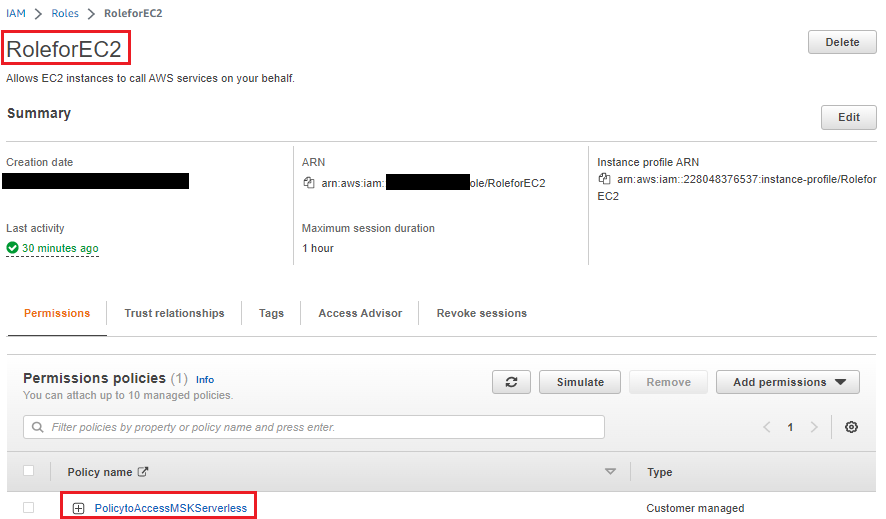 IAM > Roles > RoleforEC2
RoleforEC2
Delete
Allows EC2 instances to call AWS services on your behalf.
Summary
Edit
Creation date
ARN
arn:aws:iam: ole/RoleforEC2
Instance profile ARN
arn:aws:iam::228048376537:instance-profile/Rolefor
EC2
Last activity
30 minutes ago
Maximum session duration
1 hour
Permissions Trust relationships Tags Access Advisor Revoke sessions
Permissions policies (1) Info
You can attach up to 10 managed policies.
Simulate Remove Add permissions
Filter policies by property or policy name and press enter.
1
Policy name Type
PolicytoAccessMSKServerless Customer managed